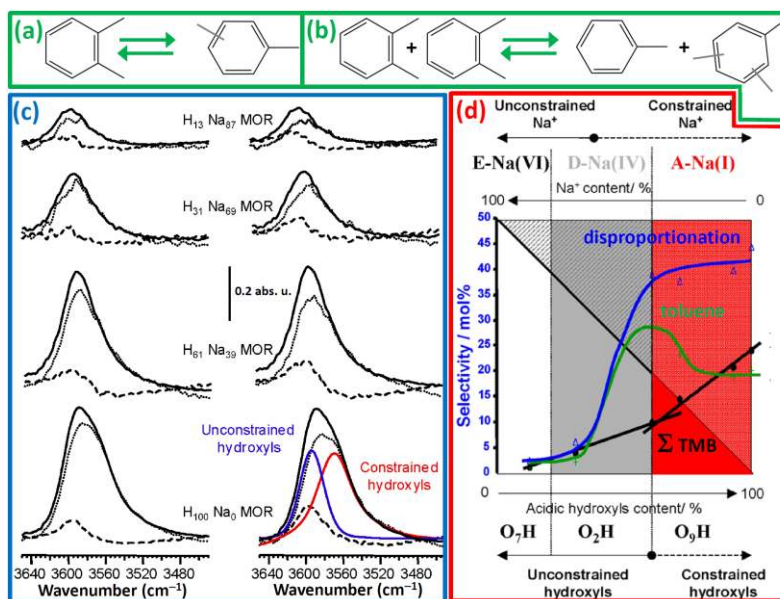 (a)
(b)
+
+
(c)
H₁₃ Na₈₇ MOR
H₃₁ Na₆₉ MOR
0.2 abs. u.
H₆₁ Na₃₉ MOR
Unconstrained
hydroxyls
Constrained
hydroxyls
H₁₀₀ Na₀ MOR
3640 3600 3560 3520 3480
Wavenumber (cm⁻¹)
3640 3600 3560 3520 3480
Wavenumber (cm⁻¹)
(d)
Unconstrained Constrained
Na⁺ Na⁺
E-Na(VI) D-Na(IV) A-Na(I)
100 Na⁺ content/ % 0
50
45
40
35
30
25
20
15
10
5
0
Selectivity / mol%
disproportionation
toluene
Σ TMB
0 100
Acidic hydroxyls content/ %
O₇H O₂H O₉H
Unconstrained Constrained
hydroxyls hydroxyls